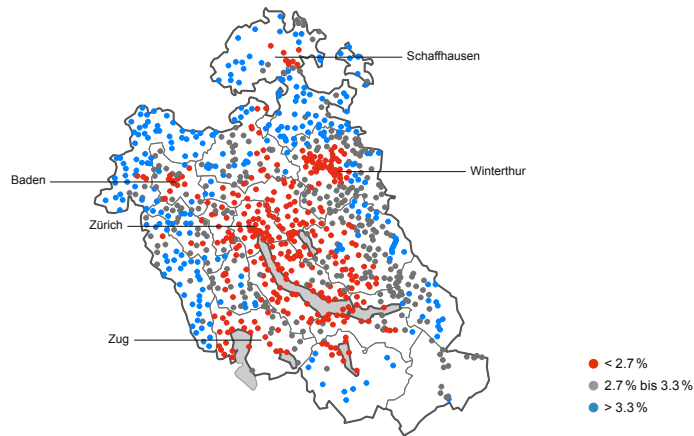 Schaffhausen
Winterthur
Baden
Zürich
Zug
< 2.7 %
2.7 % bis 3.3 %
> 3.3 %